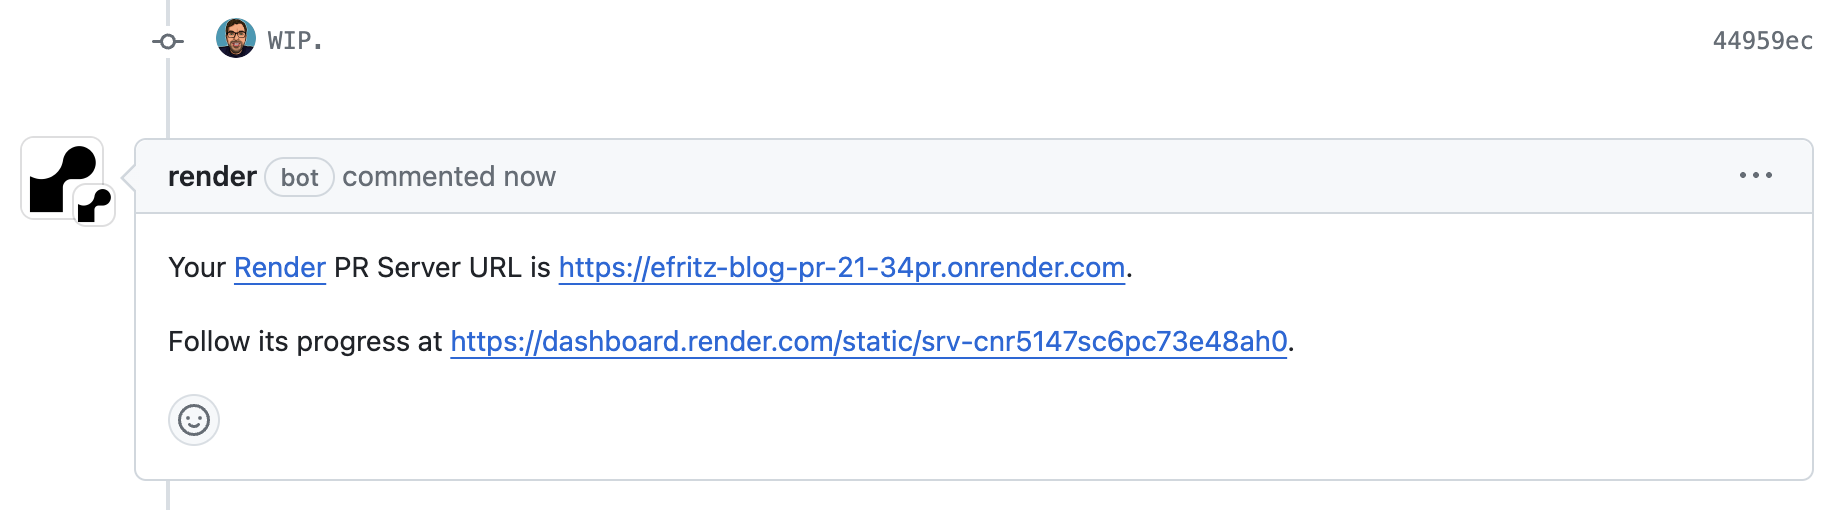 WIP. 44959ec
render bot commented now
Your Render PR Server URL is https://efritz-blog-pr-21-34pr.onrender.com.
Follow its progress at https://dashboard.render.com/static/srv-cnr5147sc6pc73e48ah0.